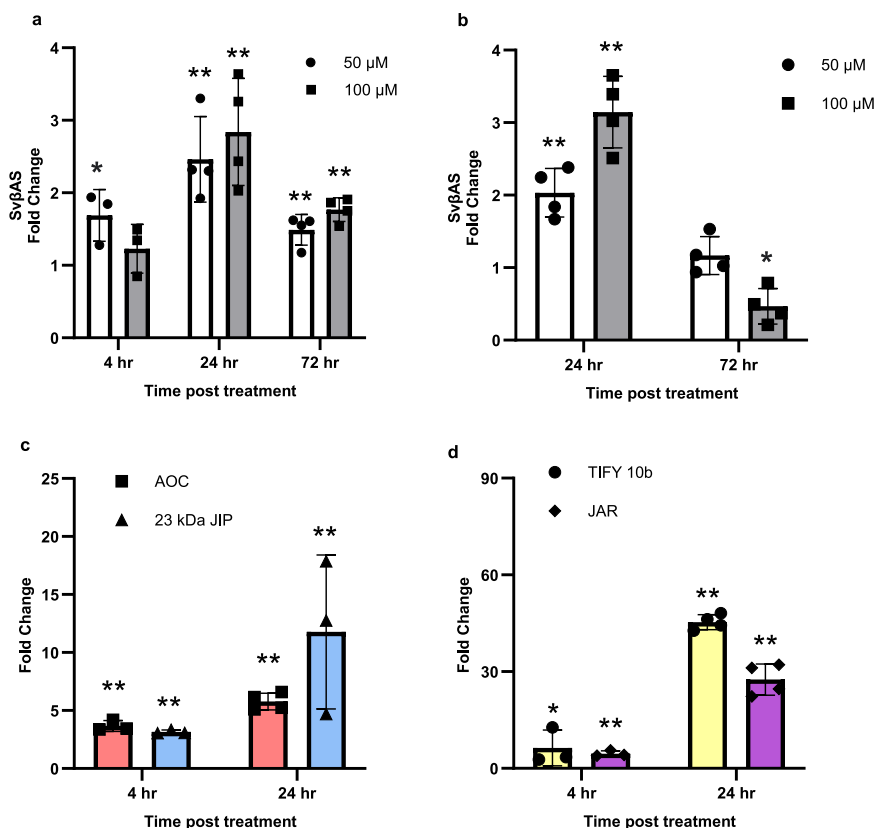 a
4
3
2
1
0
SvβAS
Fold Change
50 µM
100 µM
*
**
**
**
**
4 hr
24 hr
72 hr
Time post treatment
b
4
3
2
1
0
SvβAS
Fold Change
50 µM
100 µM
**
**
*
24 hr
72 hr
Time post treatment
c
25
20
15
10
5
0
Fold Change
AOC
23 kDa JIP
**
**
**
**
4 hr
24 hr
Time post treatment
d
90
60
30
0
Fold Change
TIFY 10b
JAR
*
**
**
**
4 hr
24 hr
Time post treatment